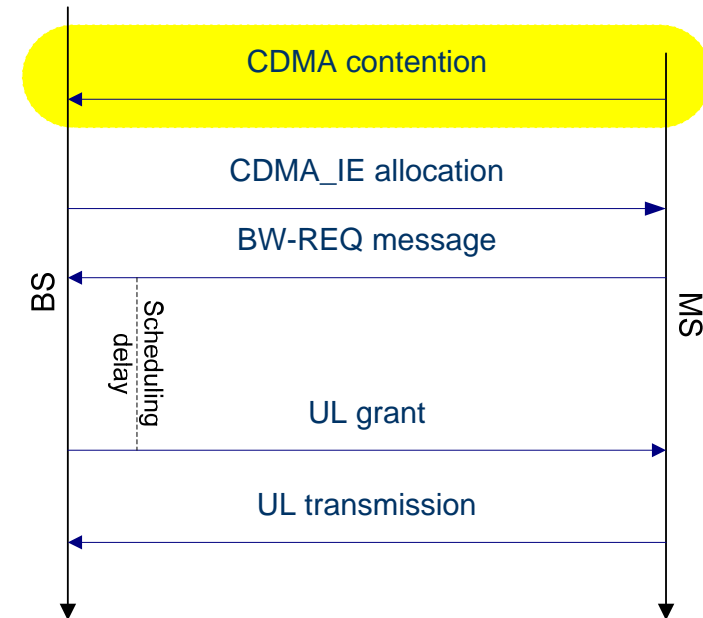 CDMA contention
CDMA_IE allocation
BW-REQ message
BS
MS
Scheduling
delay
UL grant
UL transmission